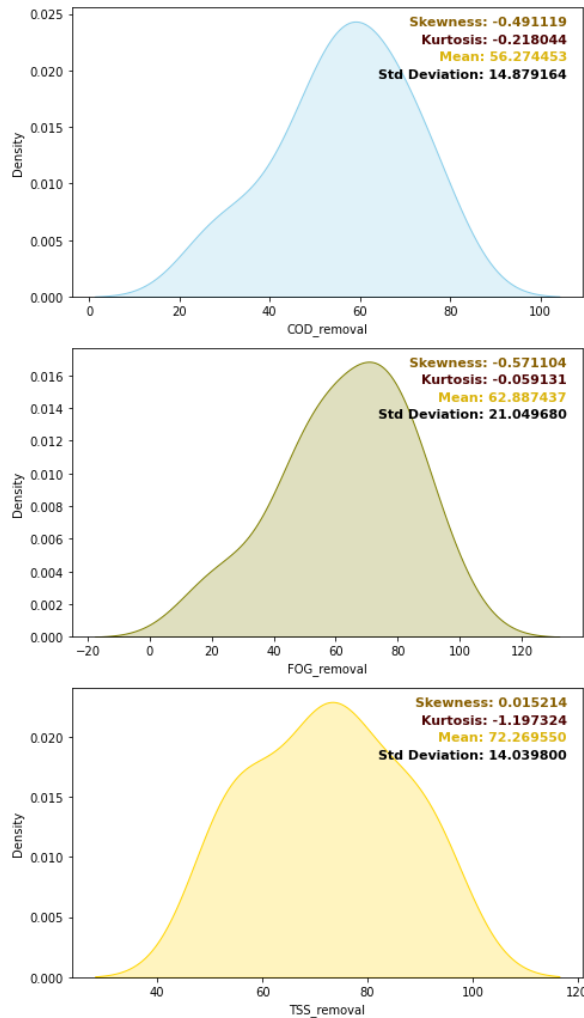 Skewness: -0.491119
Kurtosis: -0.218044
Mean: 56.274453
Std Deviation: 14.879164
0.025
0.020
0.015
0.010
0.005
0.000
Density
0 20 40 60 80 100
COD_removal
Skewness: -0.571104
Kurtosis: -0.059131
Mean: 62.887437
Std Deviation: 21.049680
0.016
0.014
0.012
0.010
0.008
0.006
0.004
0.002
0.000
Density
−20 0 20 40 60 80 100 120
FOG_removal
Skewness: 0.015214
Kurtosis: -1.197324
Mean: 72.269550
Std Deviation: 14.039800
0.020
0.015
0.010
0.005
0.000
Density
40 60 80 100 120
TSS_removal